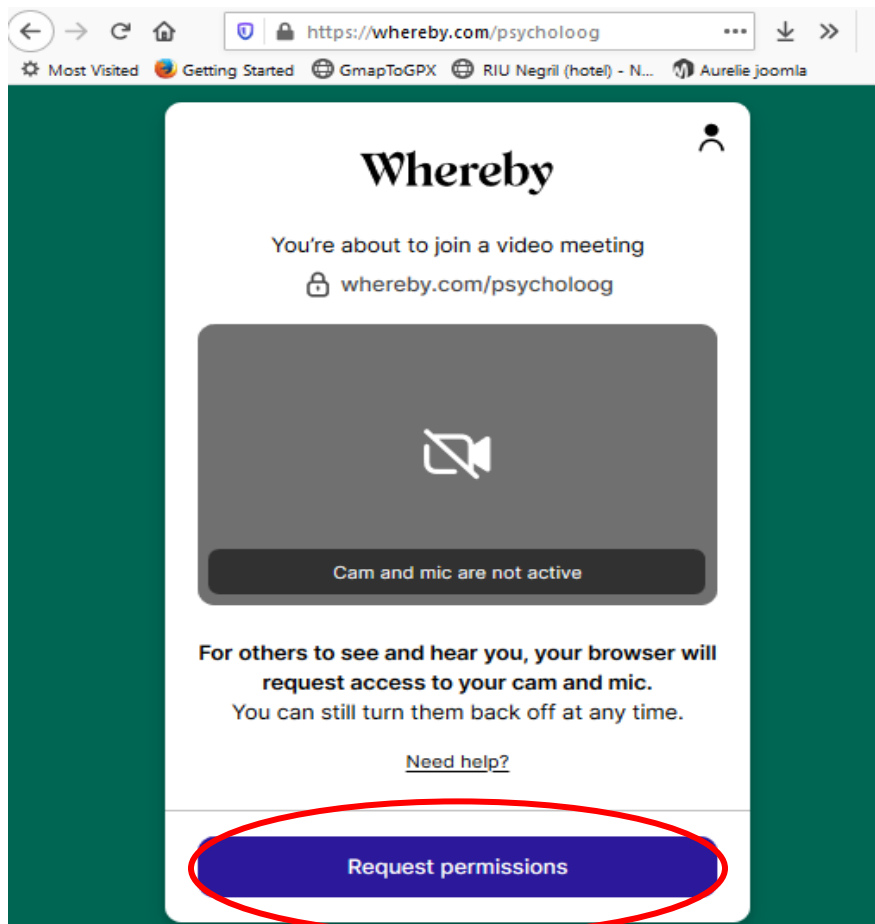 https://whereby.com/psycholoog
Most Visited Getting Started GmapToGPX RIU Negril (hotel) - N... Aurelie joomla
Whereby
You're about to join a video meeting
whereby.com/psycholoog
Cam and mic are not active
For others to see and hear you, your browser will
request access to your cam and mic.
You can still turn them back off at any time.
Need help?
Request permissions